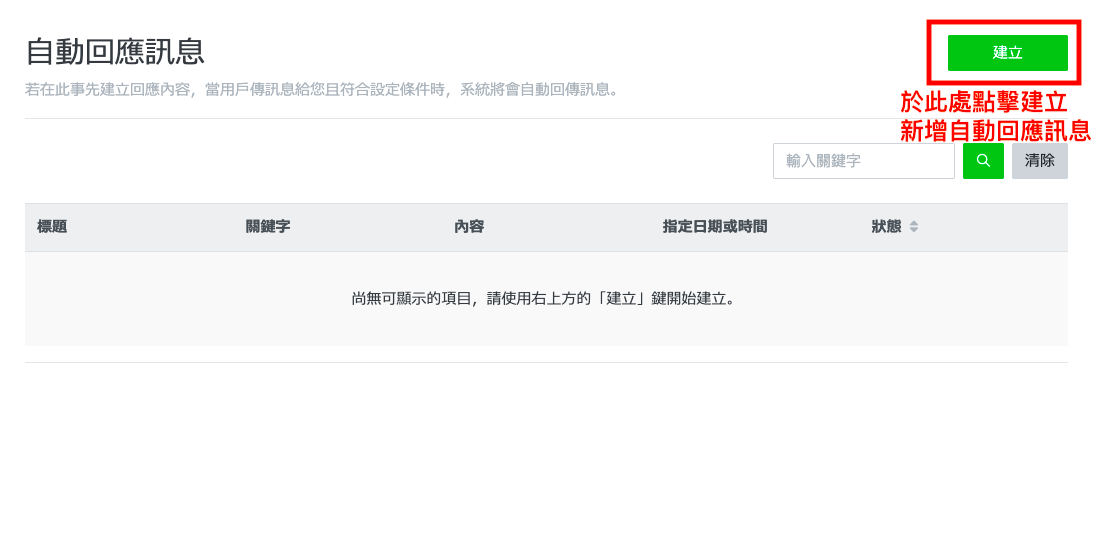 自動回應訊息
建立
若在此事先建立回應內容，當用戶傳訊息給您且符合設定條件時，系統將會自動回傳訊息。
於此處點擊建立
新增自動回應訊息
輸入關鍵字
清除
標題 關鍵字 內容 指定日期或時間 狀態
尚無可顯示的項目，請使用右上方的「建立」鍵開始建立。